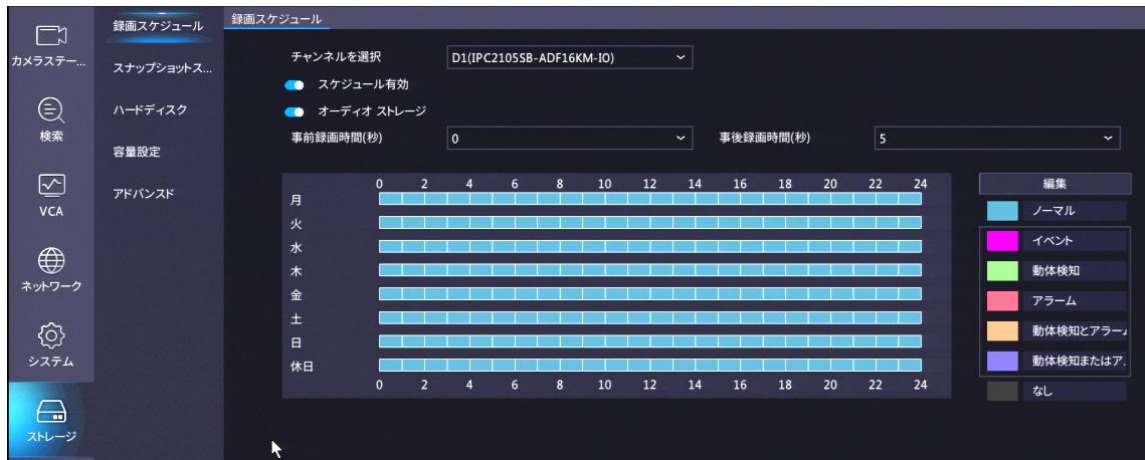 カメラステー...
検索
VCA
ネットワーク
システム
ストレージ
録画スケジュール
スナップショットス...
ハードディスク
容量設定
アドバンスド
録画スケジュール
チャンネルを選択 D1(IPC2105SB-ADF16KM-IO)
スケジュール有効
オーディオ ストレージ
事前録画時間(秒) 0 事後録画時間(秒) 5
0 2 4 6 8 10 12 14 16 18 20 22 24
月
火
水
木
金
土
日
休日
0 2 4 6 8 10 12 14 16 18 20 22 24
編集
ノーマル
イベント
動体検知
アラーム
動体検知とアラーム
動体検知またはア.
なし